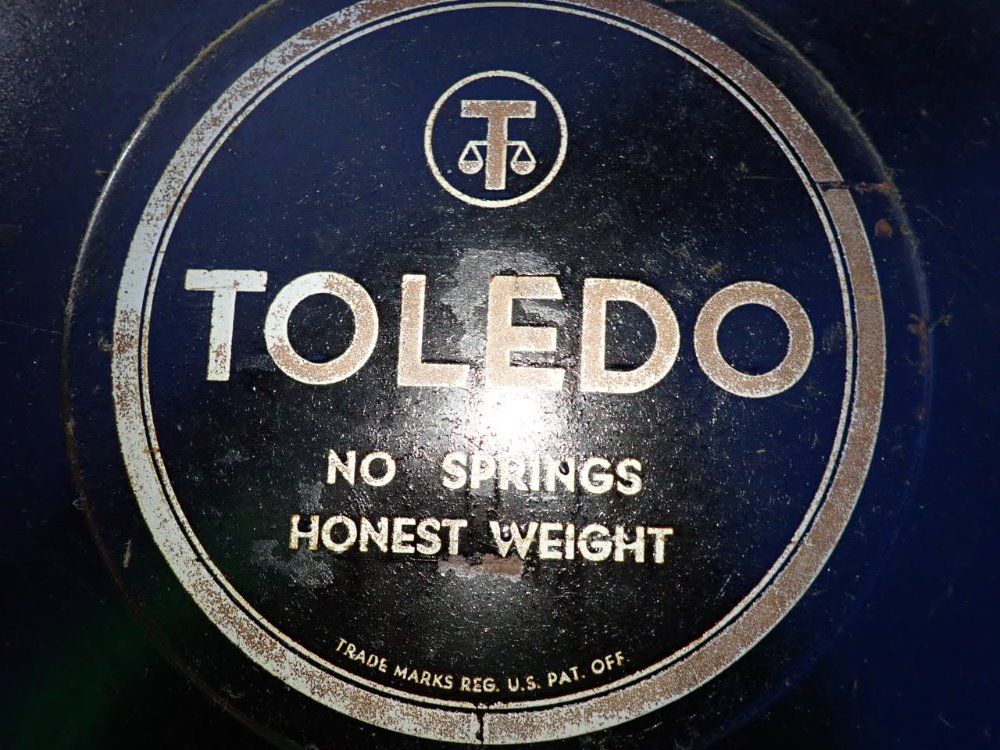 T
TOLEDO
NO SPRINGS
HONEST WEIGHT
TRADE MARKS REG. U.S. PAT. OFF.